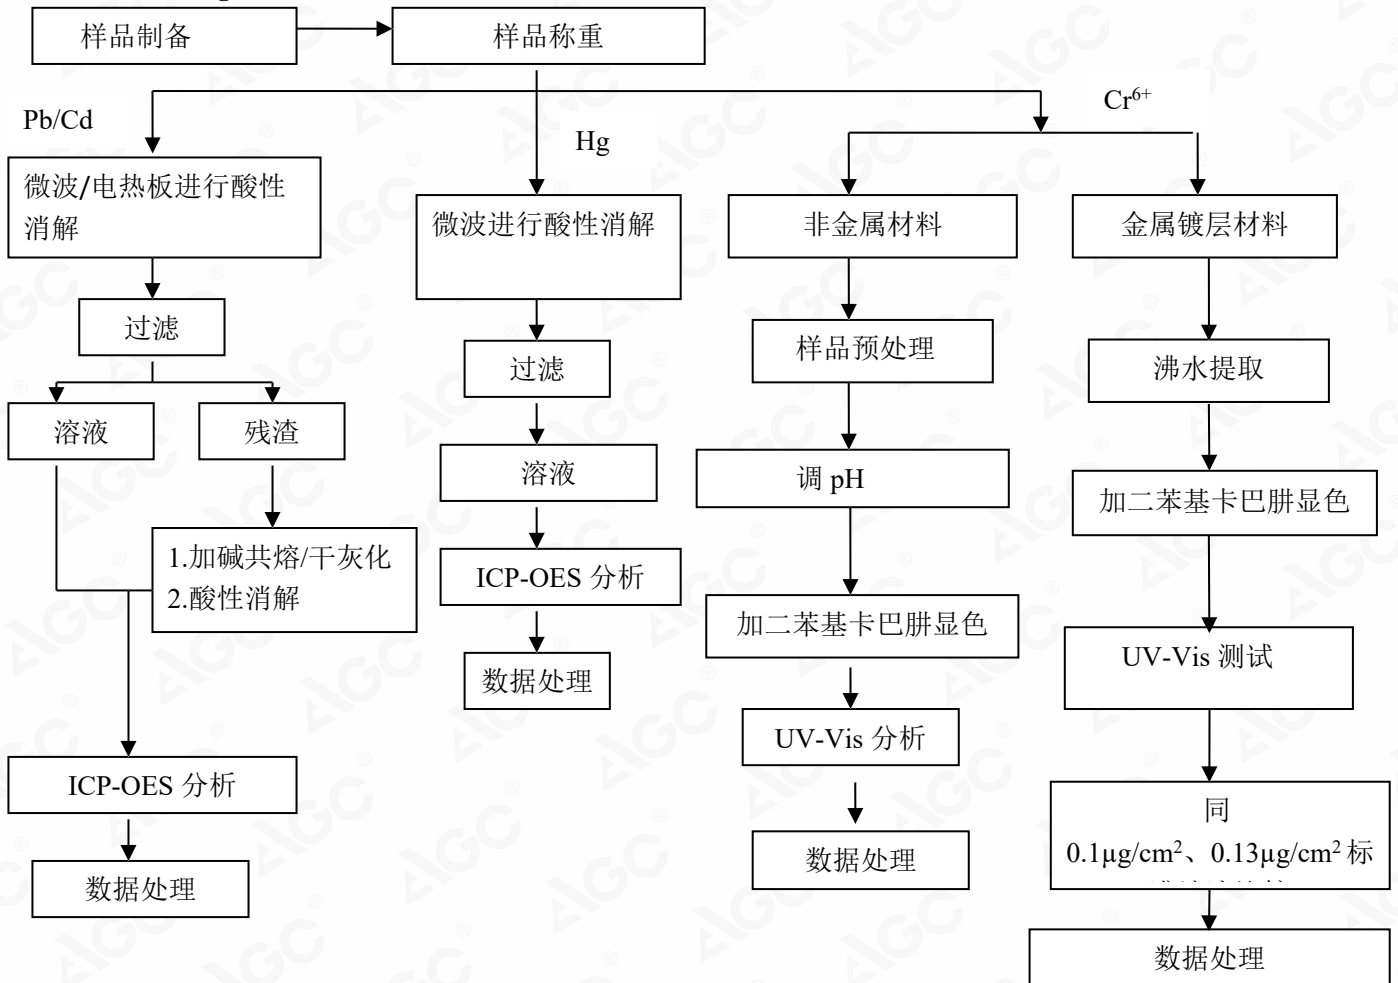 样品制备
样品称重
Pb/Cd
Hg
Cr⁶⁺
微波/电热板进行酸性
消解
微波进行酸性消解
非金属材料
金属镀层材料
过滤
过滤
样品预处理
沸水提取
溶液
残渣
溶液
调 pH
加二苯基卡巴肼显色
1.加碱共熔/干灰化
2.酸性消解
ICP-OES 分析
加二苯基卡巴肼显色
UV-Vis 测试
数据处理
UV-Vis 分析
ICP-OES 分析
同
0.1μg/cm²、0.13μg/cm² 标
数据处理
数据处理
数据处理
AGC